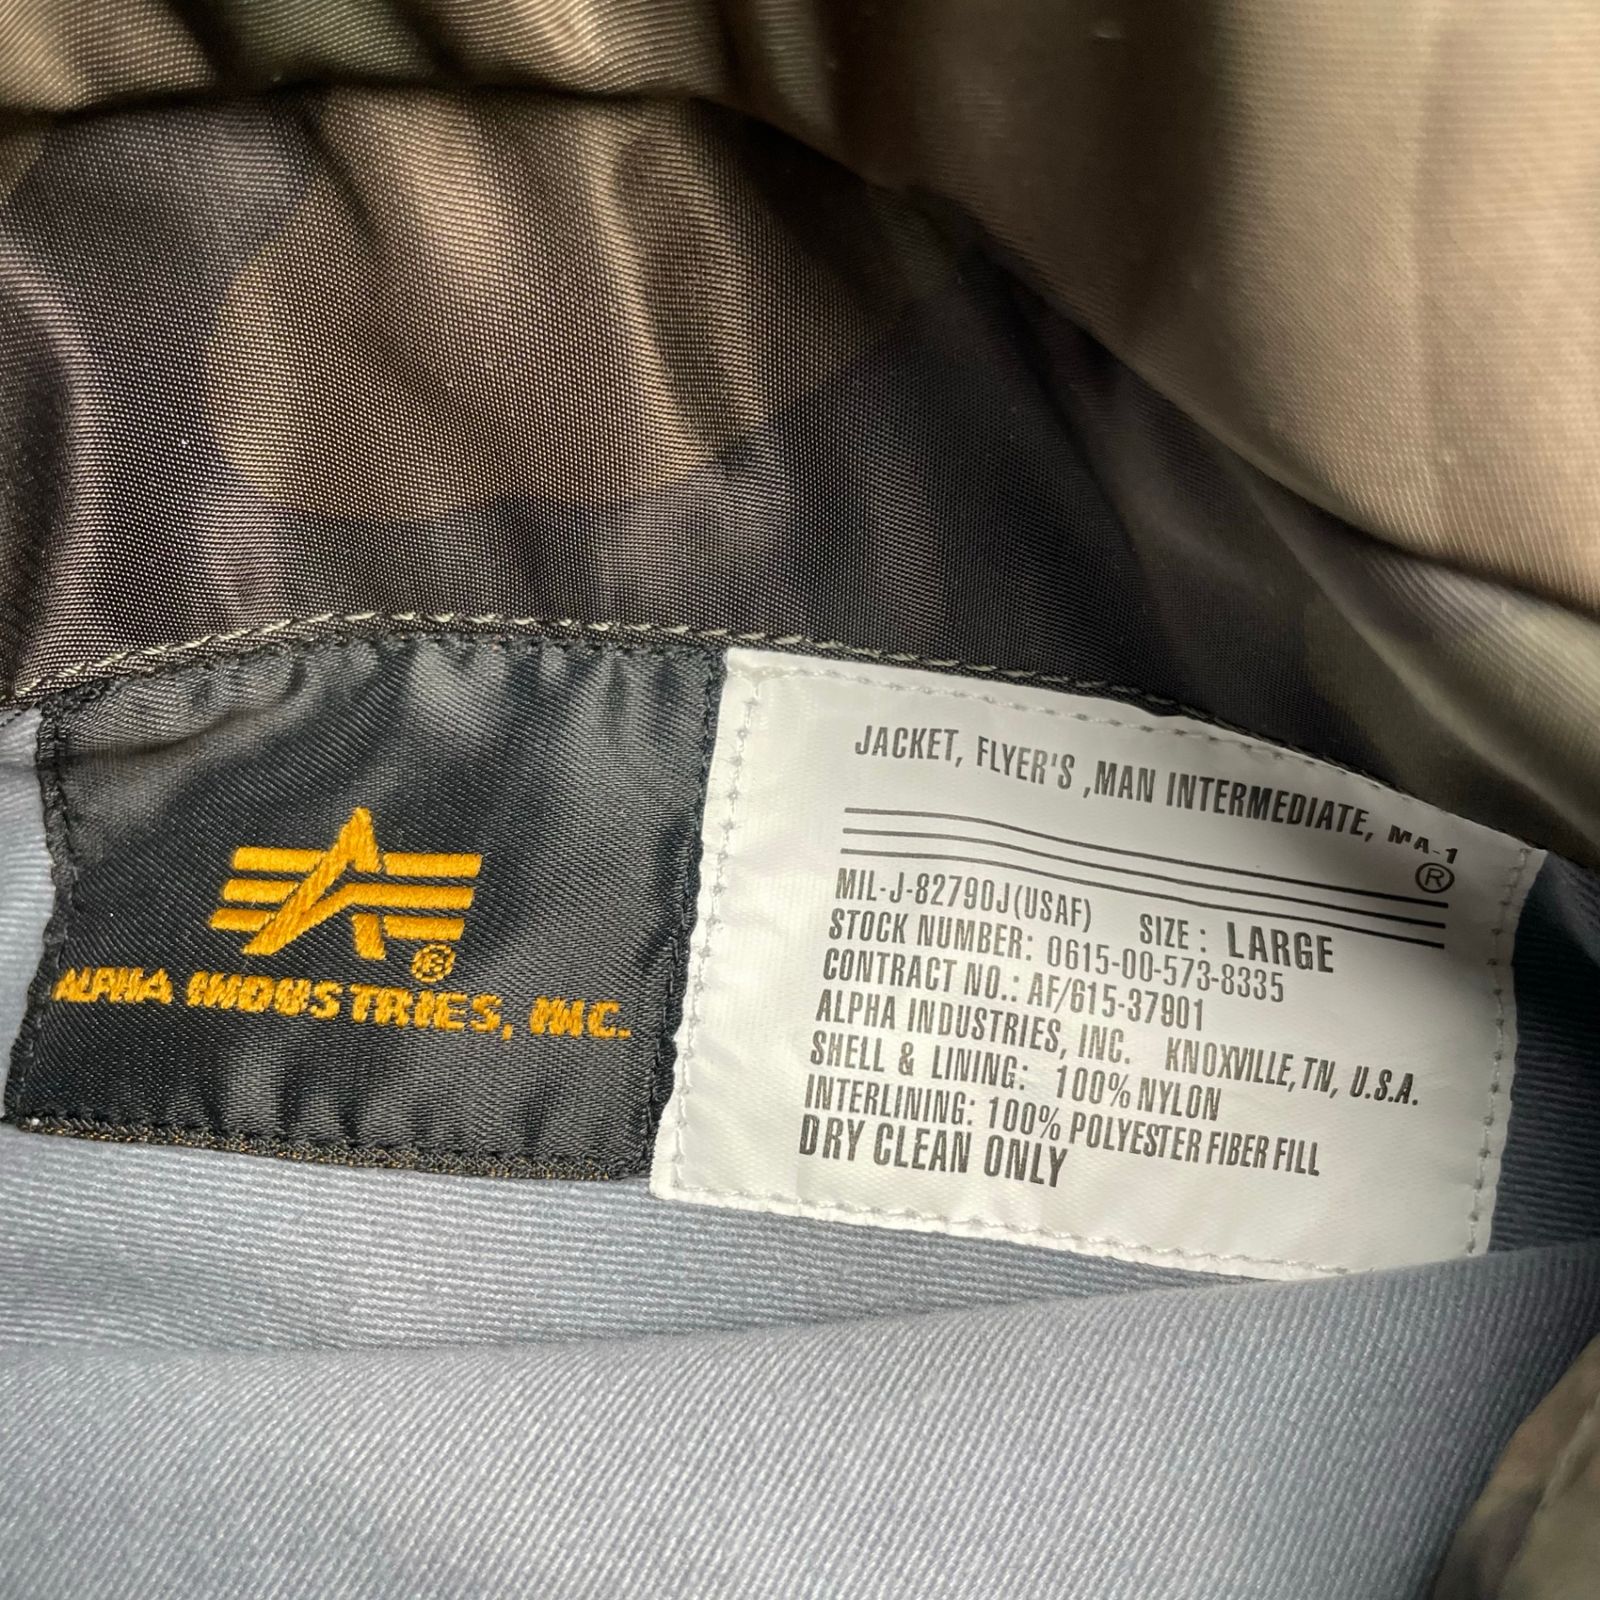 ALPHA INDUSTRIES, INC.
®
JACKET, FLYER'S ,MAN INTERMEDIATE, MA-1
®
MIL-J-82790J(USAF) SIZE : LARGE
STOCK NUMBER: 0615-00-573-8335
CONTRACT NO.: AF/615-37901
ALPHA INDUSTRIES, INC. KNOXVILLE, TN, U.S.A.
SHELL & LINING: 100% NYLON
INTERLINING: 100% POLYESTER FIBER FILL
DRY CLEAN ONLY